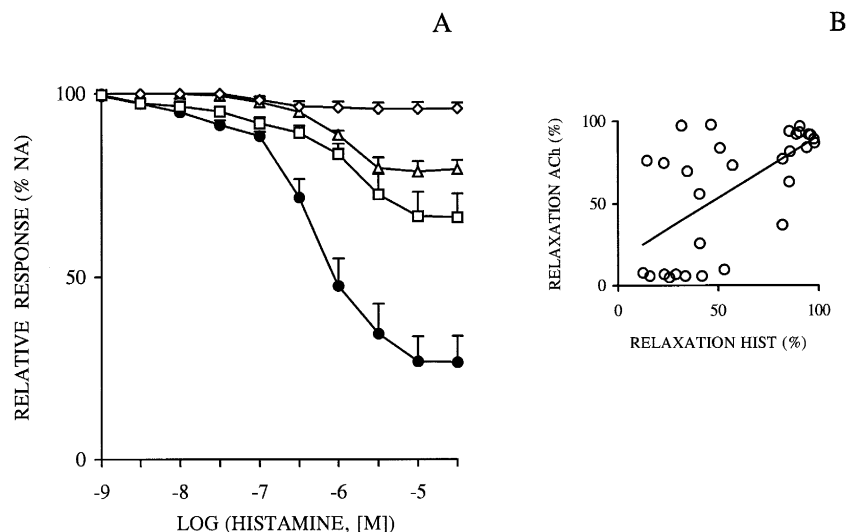 A
B
100
50
0
-9 -8 -7 -6 -5
RELATIVE RESPONSE (% NA)
LOG (HISTAMINE, [M])
100
50
0
0 50 100
RELAXATION ACh (%)
RELAXATION HIST (%)